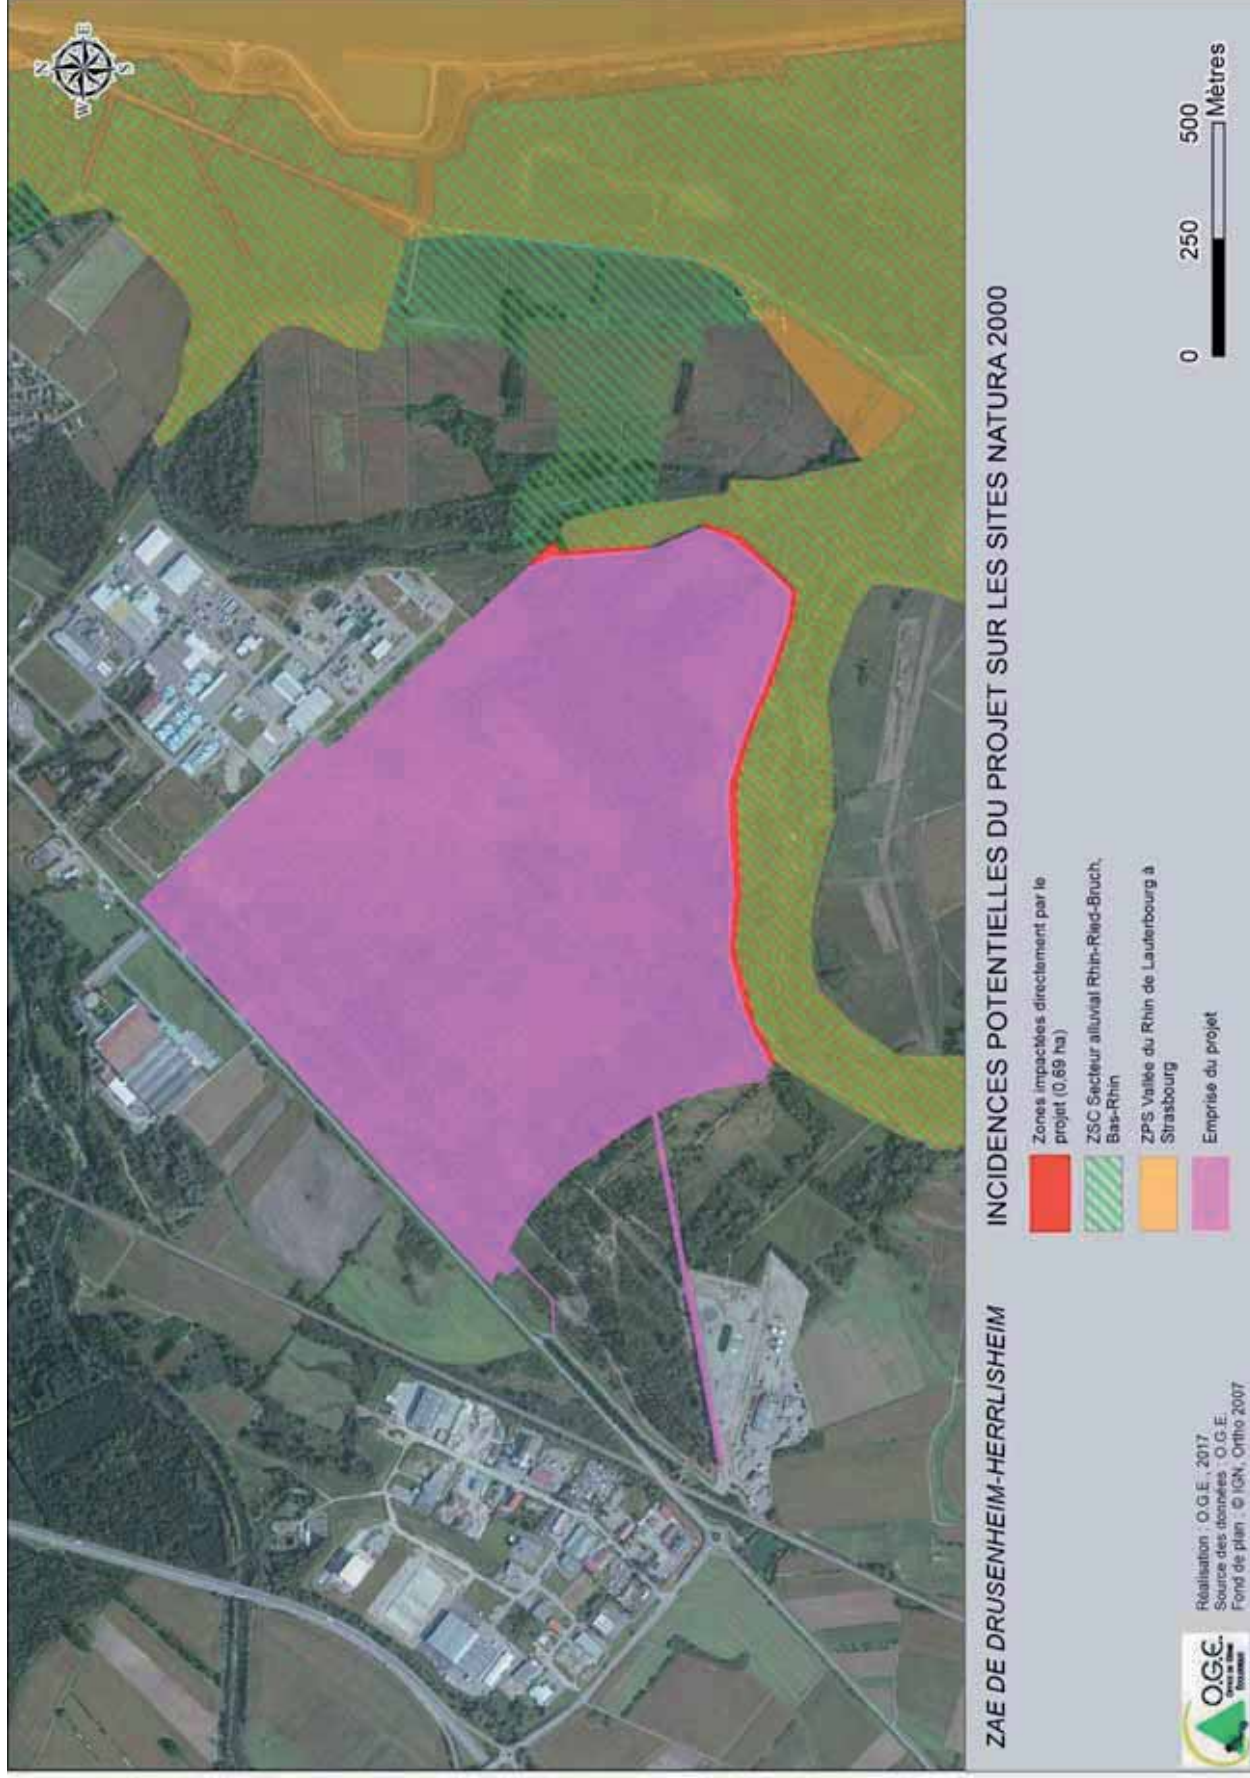 N
E
S
W
ZAE DE DRUSENHEIM-HERRLISHEIM
INCIDENCES POTENTIELLES DU PROJET SUR LES SITES NATURA 2000
Zones impactées directement par le
projet (0,69 ha)
ZSC Secteur alluvial Rhin-Ried-Bruch,
Bas-Rhin
ZPS Vallée du Rhin de Lauterbourg à
Strasbourg
Emprise du projet
0
250
500
Mètres
O.G.E.
Réalisation : O.G.E., 2017
Source des données : O.G.E.
Fond de plan : © IGN, Ortho 2007